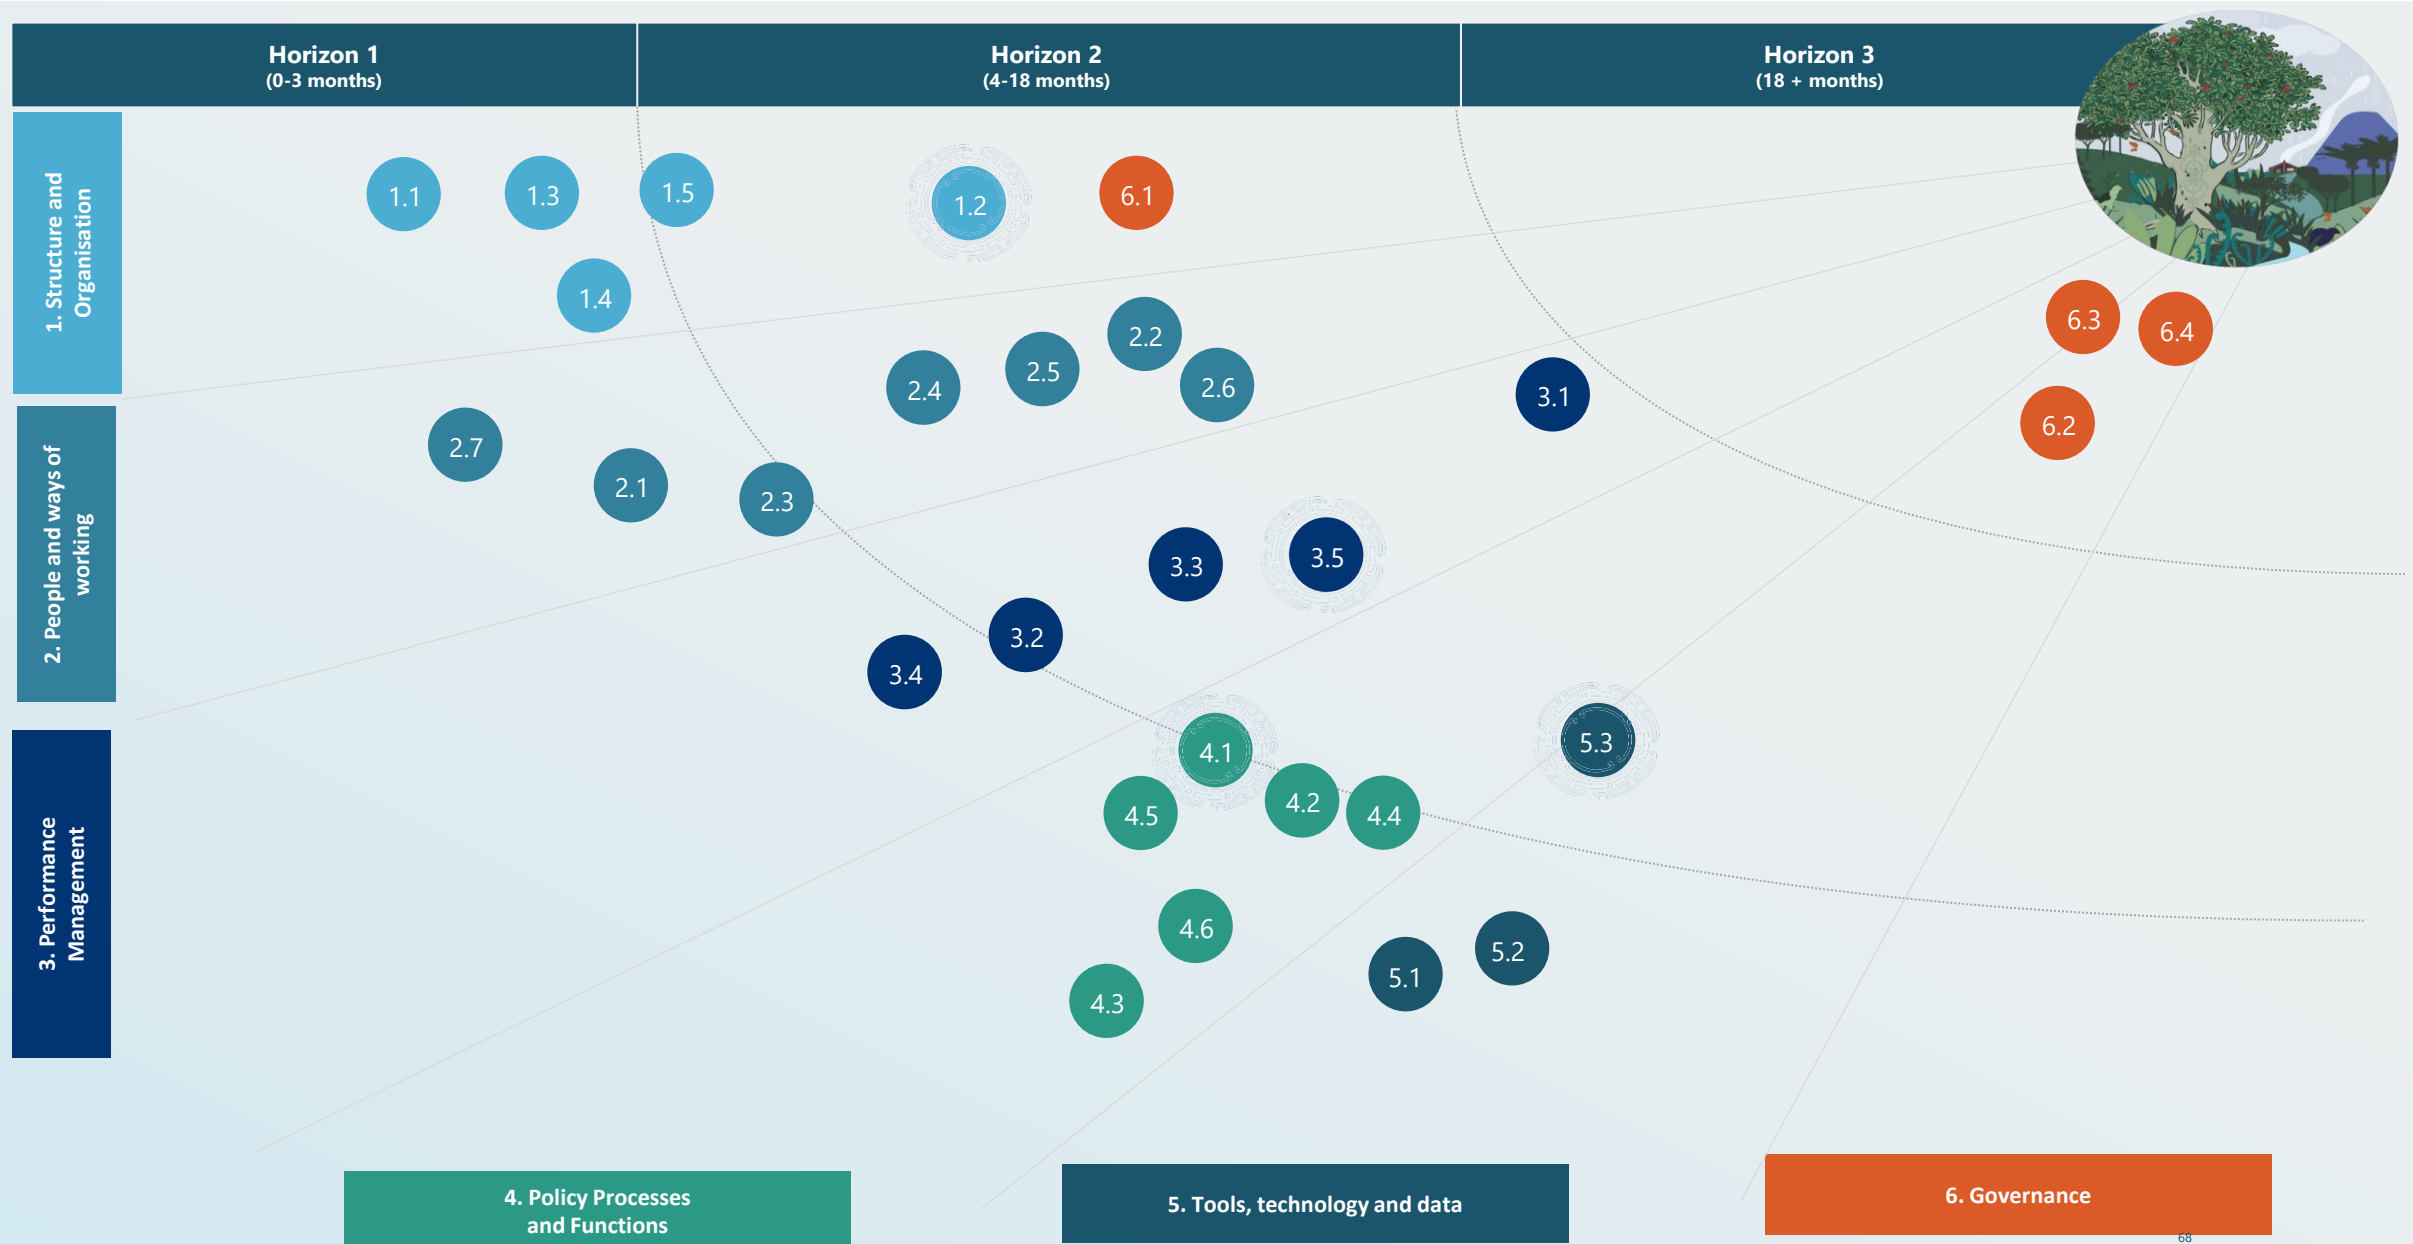 Horizon 1
(0-3 months)
Horizon 2
(4-18 months)
Horizon 3
(18 + months)
1. Structure and
Organisation
1.1
1.3
1.5
1.2
6.1
1.4
6.3
6.4
2.2
2.5
2.4
2.6
3.1
6.2
2. People and ways of
working
2.7
2.1
2.3
3.3
3.5
3.2
3.4
3. Performance
Management
4.1
5.3
4.5
4.2
4.4
4.6
5.2
5.1
4.3
4. Policy Processes
and Functions
5. Tools, technology and data
6. Governance
68